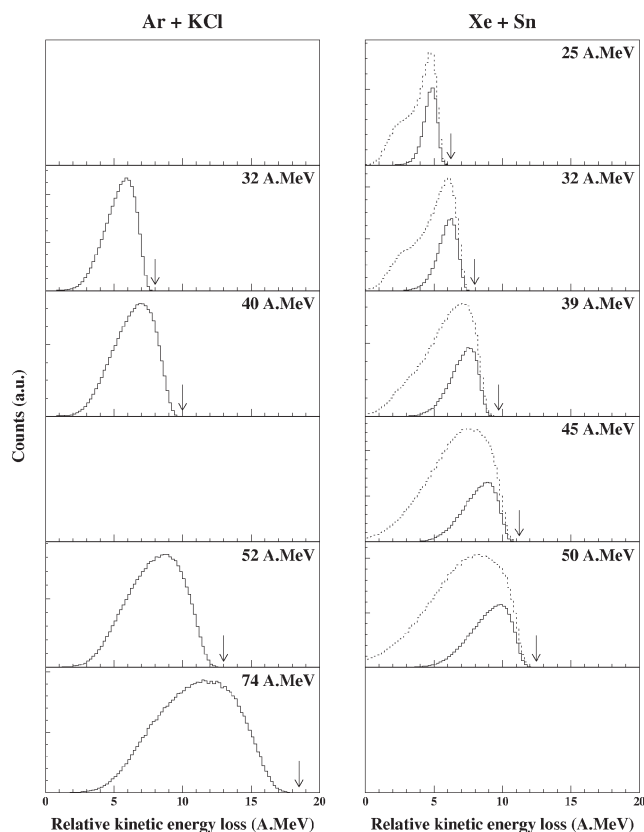 Ar + KCl
Xe + Sn
25 A.MeV
32 A.MeV
32 A.MeV
40 A.MeV
39 A.MeV
45 A.MeV
52 A.MeV
50 A.MeV
74 A.MeV
Counts (a.u.)
0 5 10 15 20
0 5 10 15 20
Relative kinetic energy loss (A.MeV)
Relative kinetic energy loss (A.MeV)